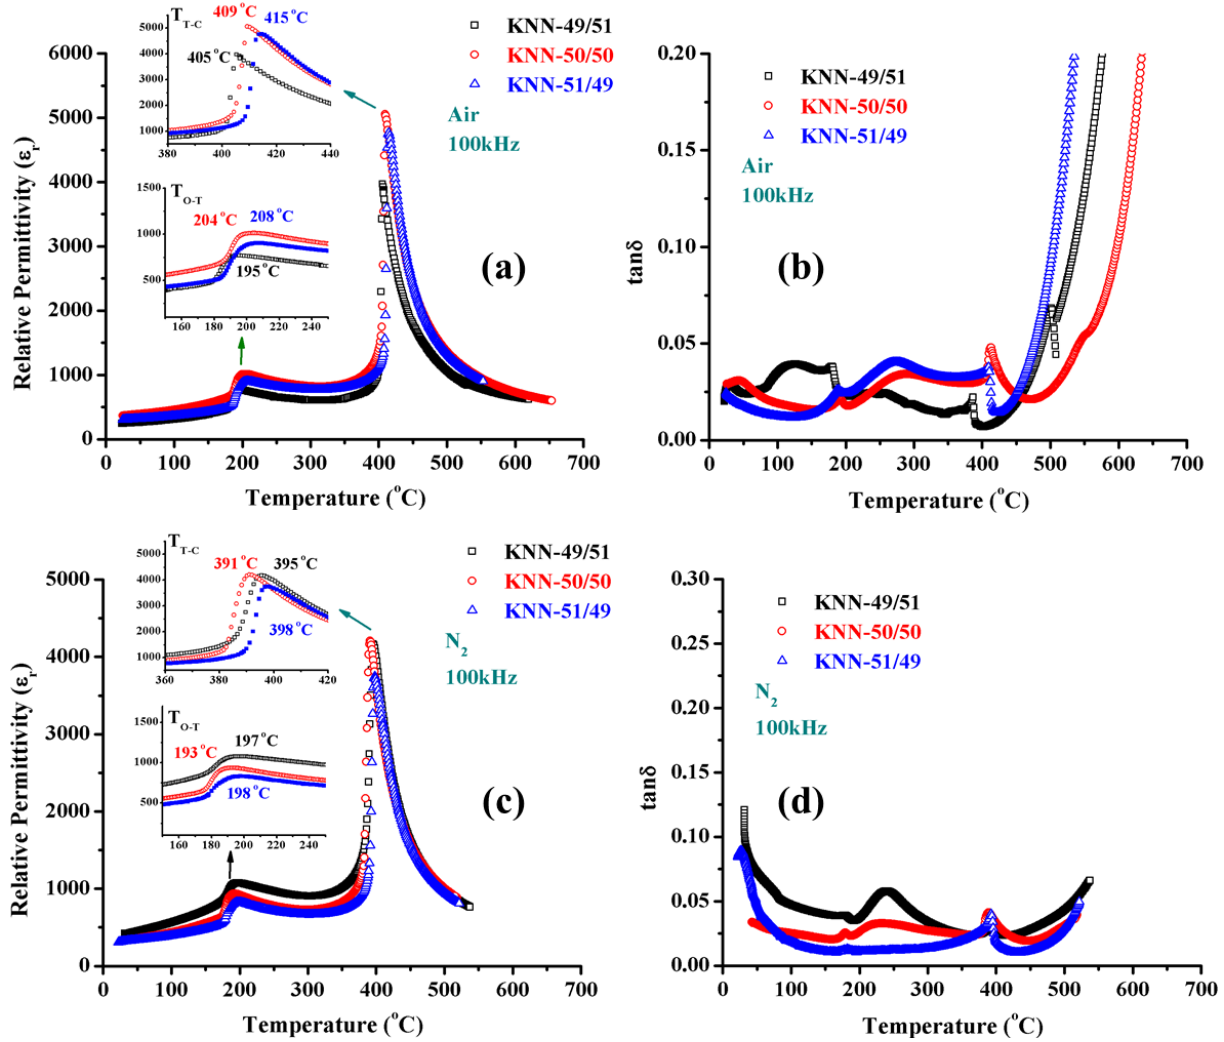 T_T-C
409 °C
415 °C
405 °C
5000
4000
3000
2000
1000
380
400
420
440
KNN-49/51
KNN-50/50
KNN-51/49
Air
100kHz
T_O-T
204 °C
208 °C
195 °C
1500
1000
500
160
180
200
220
240
(a)
Relative Permittivity (ε_r)
6000
5000
4000
3000
2000
1000
0
0
100
200
300
400
500
600
700
Temperature (°C)
KNN-49/51
KNN-50/50
KNN-51/49
Air
100kHz
(b)
tanδ
0.20
0.15
0.10
0.05
0.00
0
100
200
300
400
500
600
700
Temperature (°C)
T_T-C
391 °C
395 °C
398 °C
5000
4000
3000
2000
1000
360
380
400
420
KNN-49/51
KNN-50/50
KNN-51/49
N₂
100kHz
T_O-T
193 °C
197 °C
198 °C
1500
1000
500
160
180
200
220
240
(c)
Relative Permittivity (ε_r)
5000
4000
3000
2000
1000
0
0
100
200
300
400
500
600
700
Temperature (°C)
KNN-49/51
KNN-50/50
KNN-51/49
N₂
100kHz
(d)
tanδ
0.30
0.25
0.20
0.15
0.10
0.05
0.00
0
100
200
300
400
500
600
700
Temperature (°C)